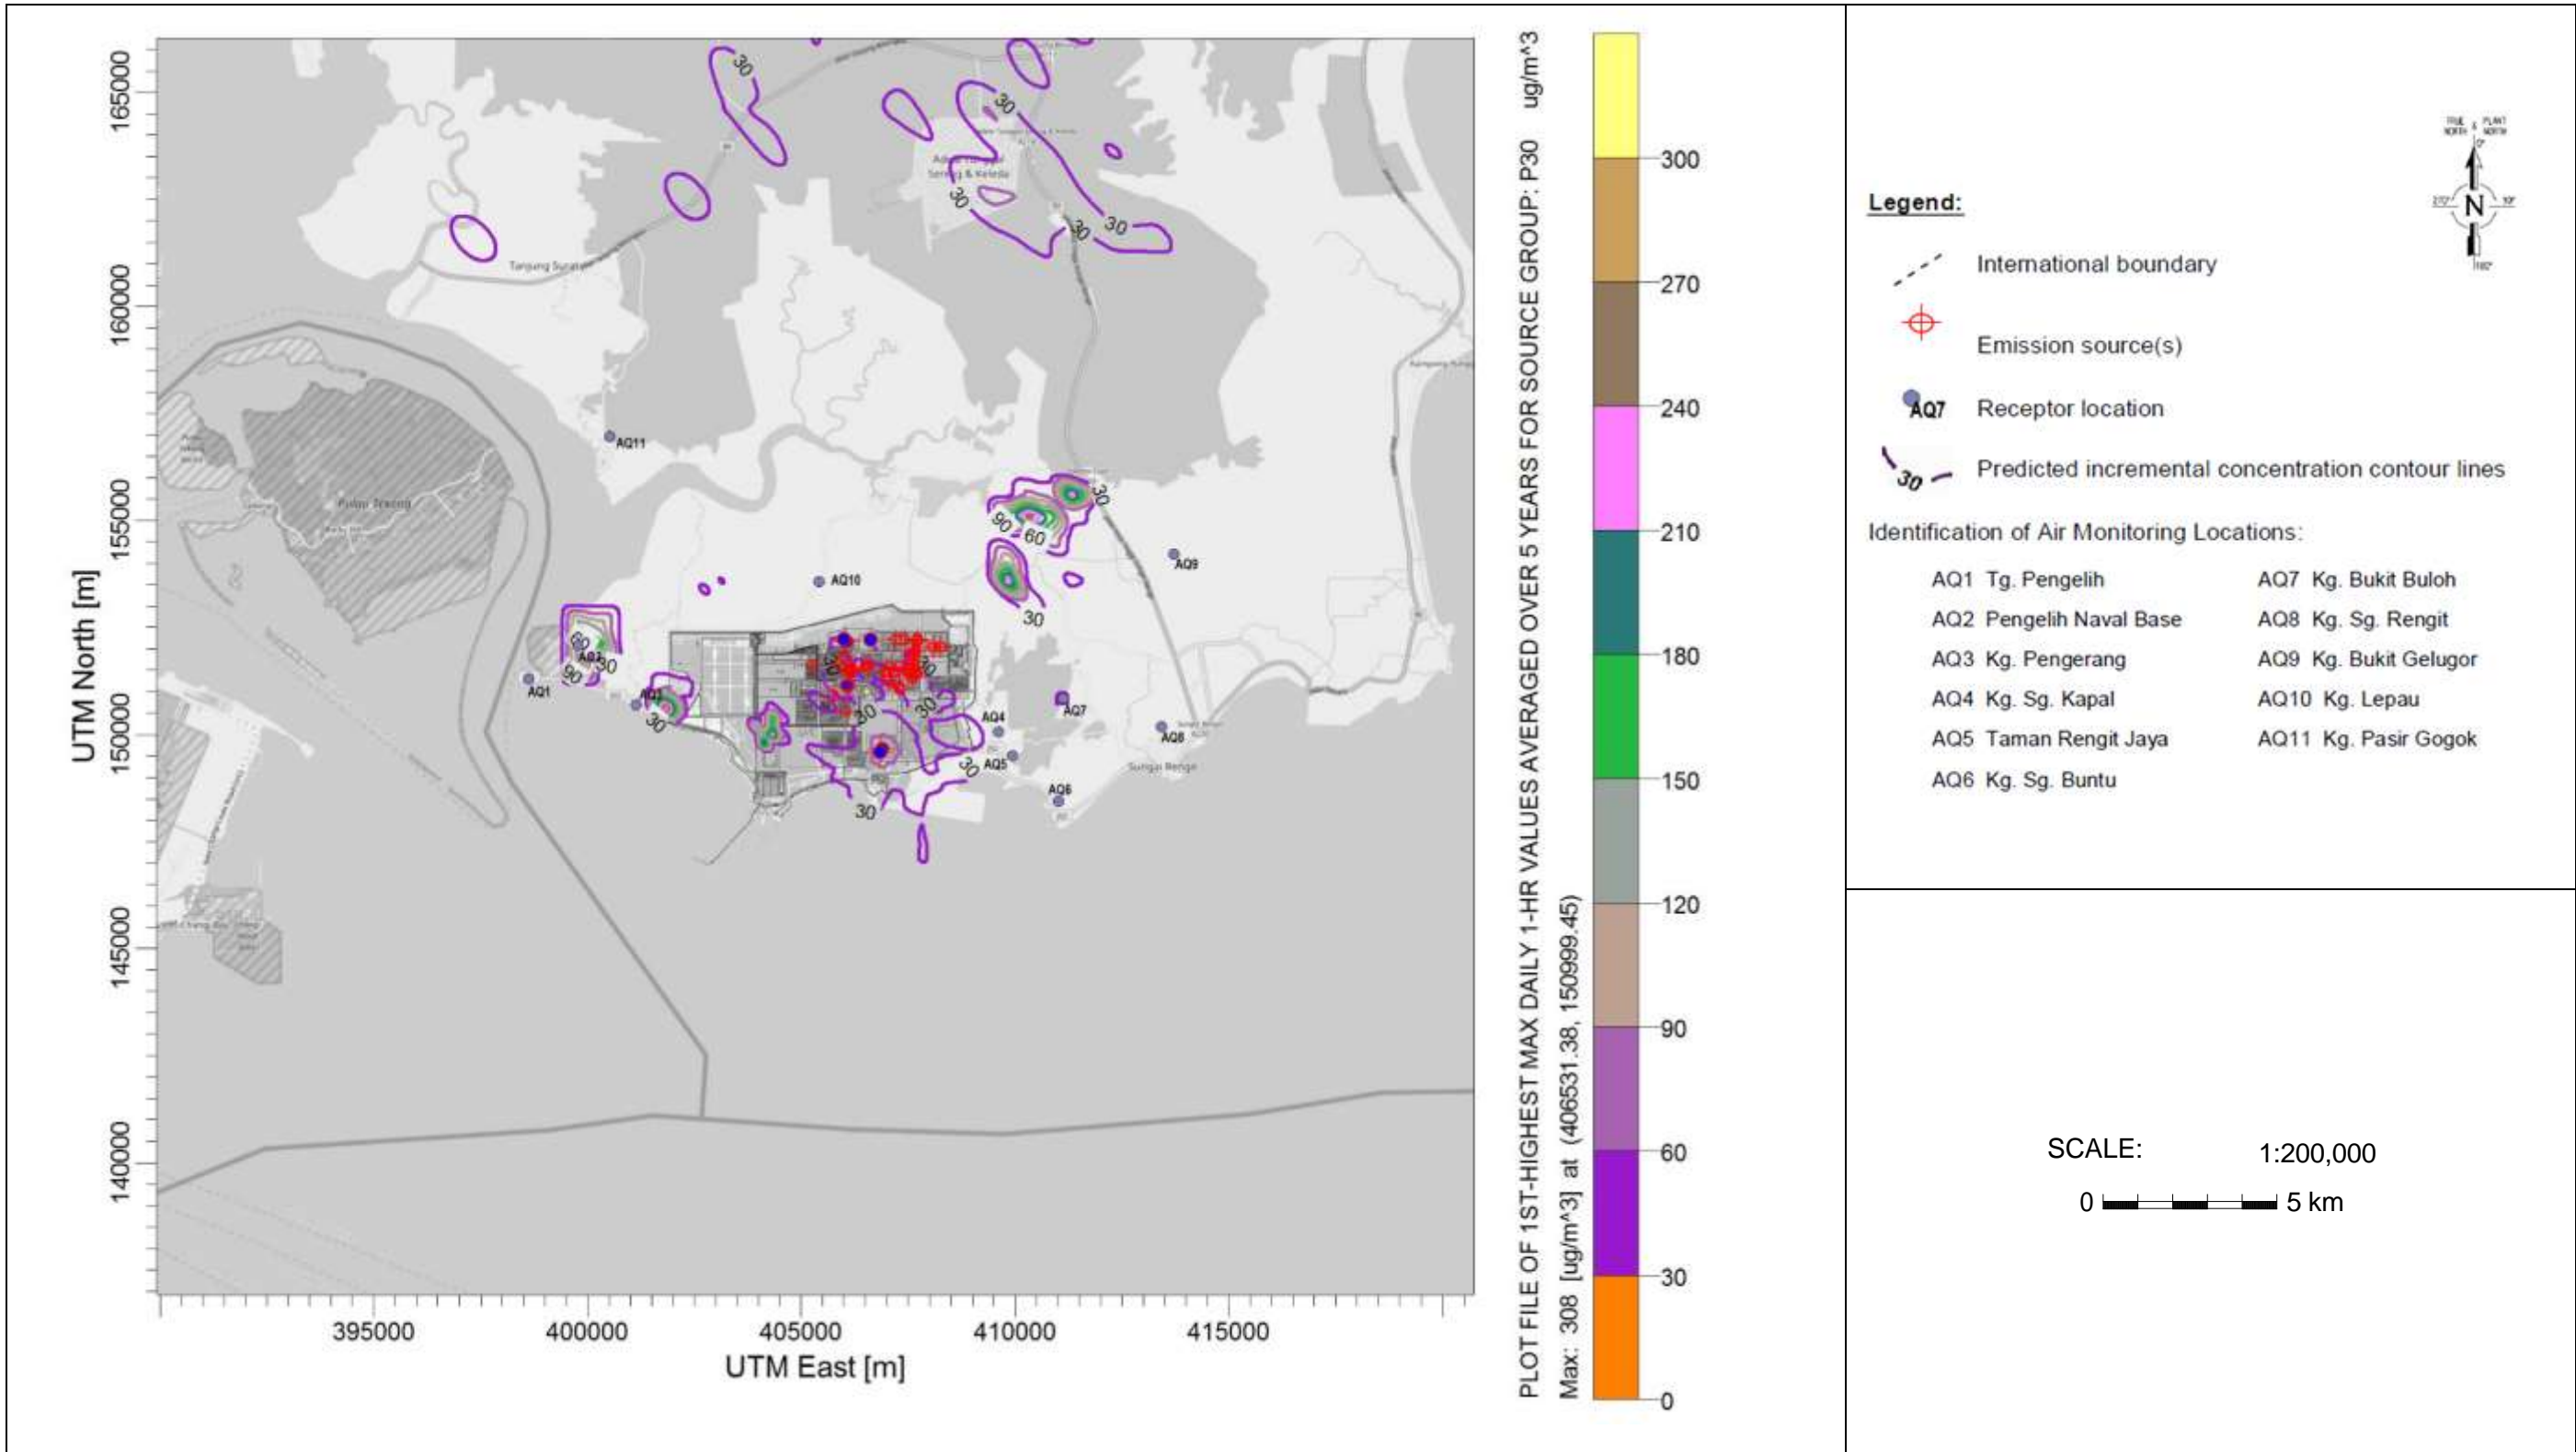 165000
160000
155000
150000
145000
140000
UTM North [m]
395000
400000
405000
410000
415000
UTM East [m]
30
30
30
30
30
30
Tanjung Surat
AQ11
Pulau Tekong
90
60
30
30
AQ9
AQ10
60
30
90
AQ1
30
30
30
30
30
30
AQ4
AQ5
AQ6
AQ7
AQ8
Sungai Rengit
PLOT FILE OF 1ST-HIGHEST MAX DAILY 1-HR VALUES AVERAGED OVER 5 YEARS FOR SOURCE GROUP: P30 ug/m^3
Max: 308 [ug/m^3] at (406531.38, 150999.45)
300
270
240
210
180
150
120
90
60
30
0
TRUE & PLANT
NORTH NORTH
0°
N
180°
Legend:
International boundary
Emission source(s)
AQ7 Receptor location
30 Predicted incremental concentration contour lines
Identification of Air Monitoring Locations:
AQ1 Tg. Pengelih
AQ2 Pengelih Naval Base
AQ3 Kg. Pengerang
AQ4 Kg. Sg. Kapal
AQ5 Taman Rengit Jaya
AQ6 Kg. Sg. Buntu
AQ7 Kg. Bukit Buloh
AQ8 Kg. Sg. Rengit
AQ9 Kg. Bukit Gelugor
AQ10 Kg. Lepau
AQ11 Kg. Pasir Gogok
SCALE: 1:200,000
0 5 km